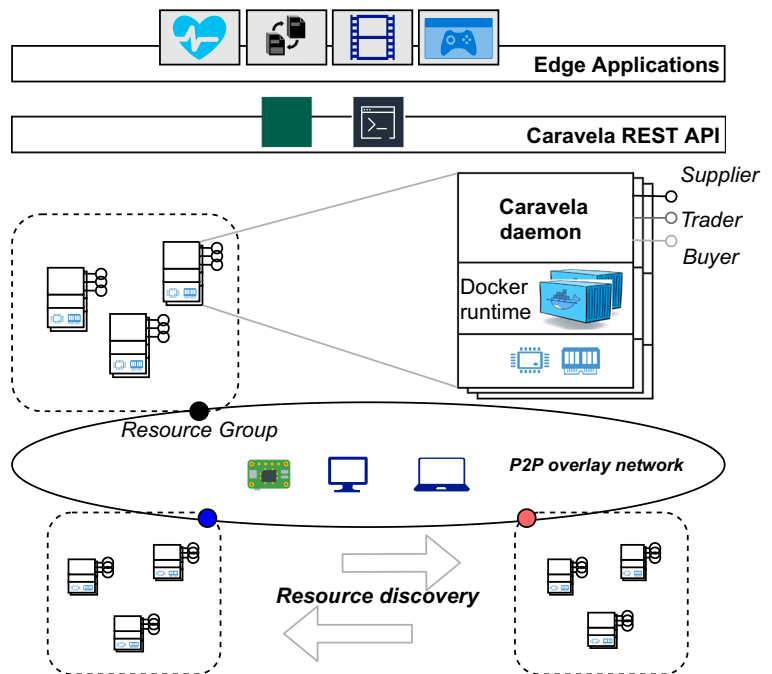 Edge Applications
Caravela REST API
Supplier
Caravela
daemon
Trader
Buyer
Docker
runtime
Resource Group
P2P overlay network
Resource discovery